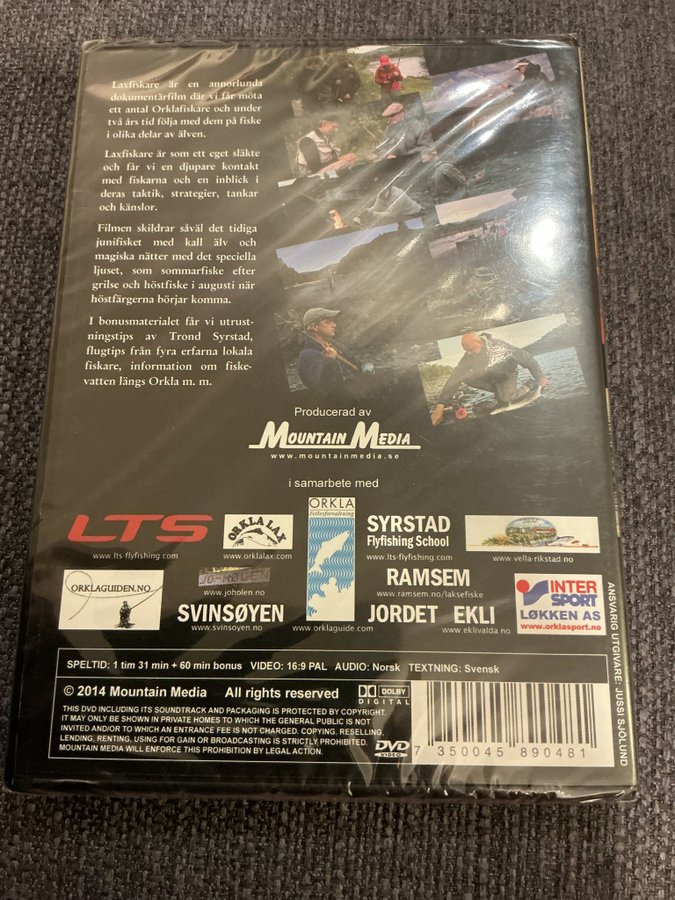 Laxfiskare är en annorlunda
dokumentärfilm där vi får möta
ett antal Orklafiskare och under
två års tid följa med dem på fiske
i olika delar av älven.
Laxfiskare är som ett eget släkte
och får vi en djupare kontakt
med fiskarna och en inblick i
deras taktik, strategier, tankar
och känslor.
Filmen skildrar såväl det tidiga
junifisket med kall älv och
magiska nätter med det speciella
ljuset, som sommarfiske efter
grilse och höstfiske i augusti när
höstfärgerna börjar komma.
I bonusmaterialet får vi utrust-
ningstips av Trond Syrstad,
flugtips från fyra erfarna lokala
fiskare, information om fiske-
vatten längs Orkla m. m.
Producerad av
MOUNTAIN MEDIA
www.mountainmedia.se
i samarbete med
LTS
www.lts-flyfishing.com
ORKLA LAX
www.orklalax.com
ORKLA
Fellesforvaltning
www.orklaguide.com
SYRSTAD
Flyfishing School
www.lts-flyfishing.com
www.vella-rikstad.no
ORKLAGUIDEN.NO
JO-HØLEN
www.joholen.no
SVINSØYEN
www.svinsoyen.no
RAMSEM
www.ramsem.no/laksefiske
JORDET EKLI
www.eklivalda.no
INTER
SPORT
LØKKEN AS
www.orklasport.no
SPELTID: 1 tim 31 min + 60 min bonus VIDEO: 16:9 PAL AUDIO: Norsk TEXTNING: Svensk
© 2014 Mountain Media All rights reserved
THIS DVD INCLUDING ITS SOUNDTRACK AND PACKAGING IS PROTECTED BY COPYRIGHT.
IT MAY ONLY BE SHOWN IN PRIVATE HOMES TO WHICH THE GENERAL PUBLIC IS NOT
INVITED AND/OR TO WHICH AN ENTRANCE FEE IS NOT CHARGED. COPYING, RESELLING,
LENDING, RENTING, USING FOR GAIN OR BROADCASTING IS STRICTLY PROHIBITED.
MOUNTAIN MEDIA WILL ENFORCE THIS PROHIBITION BY LEGAL ACTION.
DOLBY
DIGITAL
DVD
VIDEO
7 350045 890481
ANSVARIG UTGIVARE: JUSSI SJÖLUND